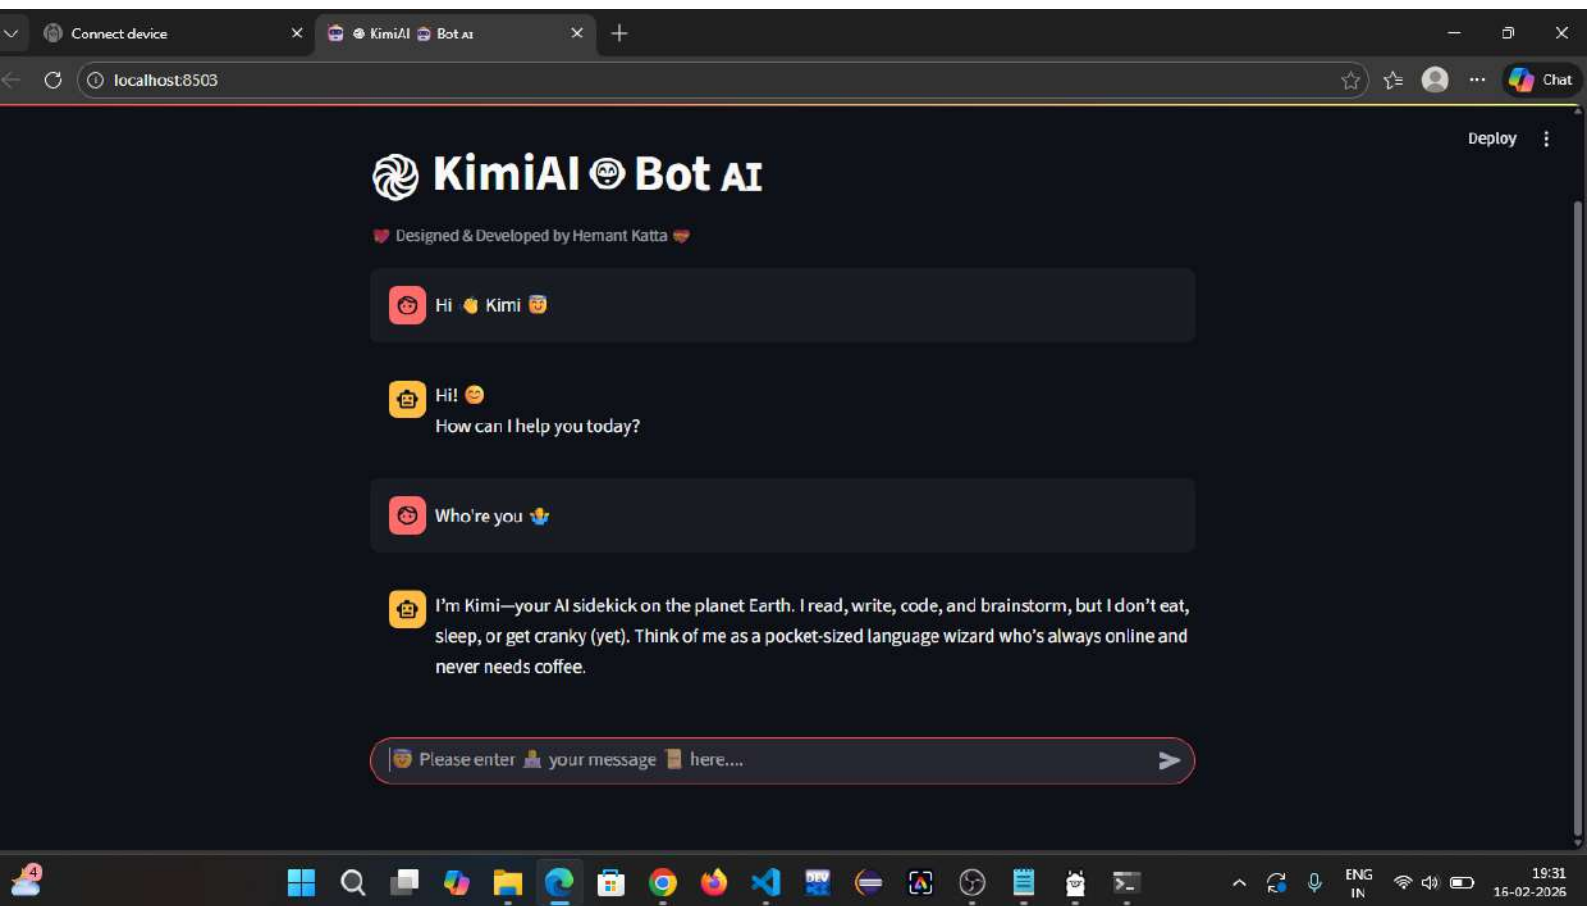 Connect device
KimiAI Bot AI
localhost:8503
Chat
Deploy
KimiAI Bot AI
Designed & Developed by Hemant Katta
Hi 👋 Kimi 😇
Hi! 😊
How can I help you today?
Who're you 🤷
I'm Kimi—your AI sidekick on the planet Earth. I read, write, code, and brainstorm, but I don't eat,
sleep, or get cranky (yet). Think of me as a pocket-sized language wizard who's always online and
never needs coffee.
Please enter your message here....
4
DEV
ENG
IN
19:31
16-02-2026